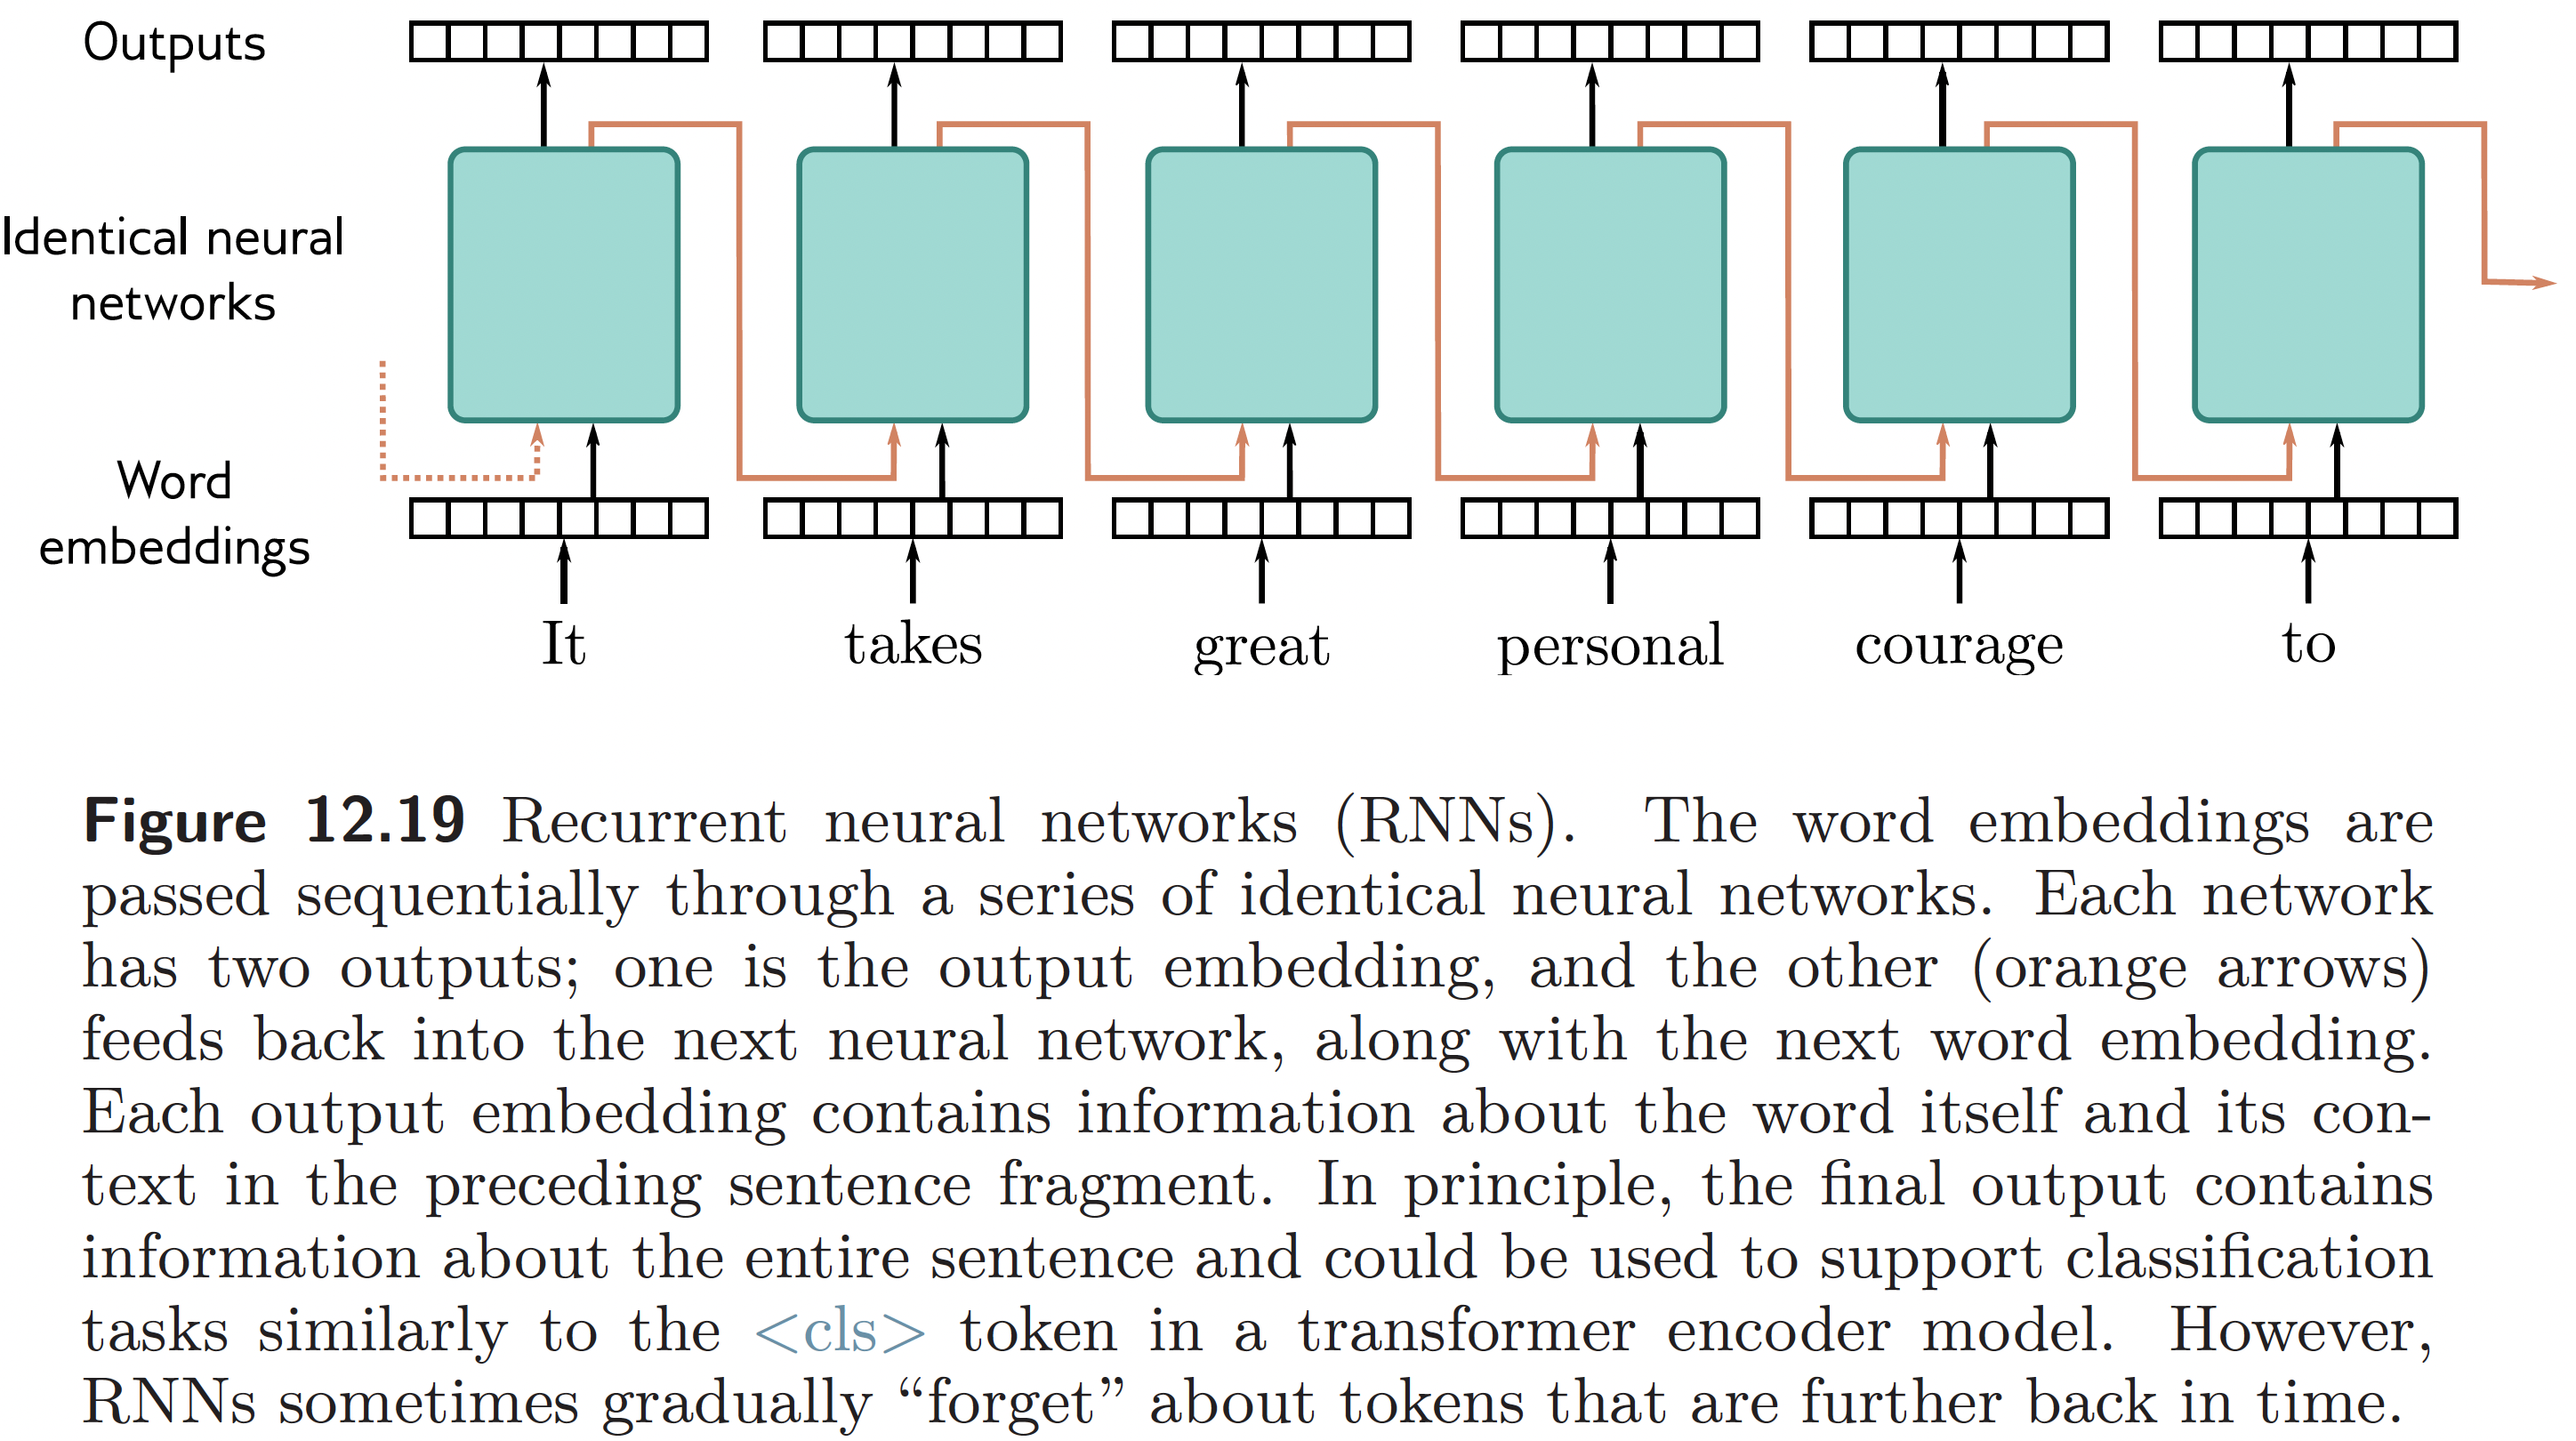 Outputs
Identical neural
networks
Word
embeddings
It takes great personal courage to
Figure 12.19 Recurrent neural networks (RNNs). The word embeddings are
passed sequentially through a series of identical neural networks. Each network
has two outputs; one is the output embedding, and the other (orange arrows)
feeds back into the next neural network, along with the next word embedding.
Each output embedding contains information about the word itself and its con-
text in the preceding sentence fragment. In principle, the final output contains
information about the entire sentence and could be used to support classification
tasks similarly to the <cls> token in a transformer encoder model. However,
RNNs sometimes gradually “forget” about tokens that are further back in time.